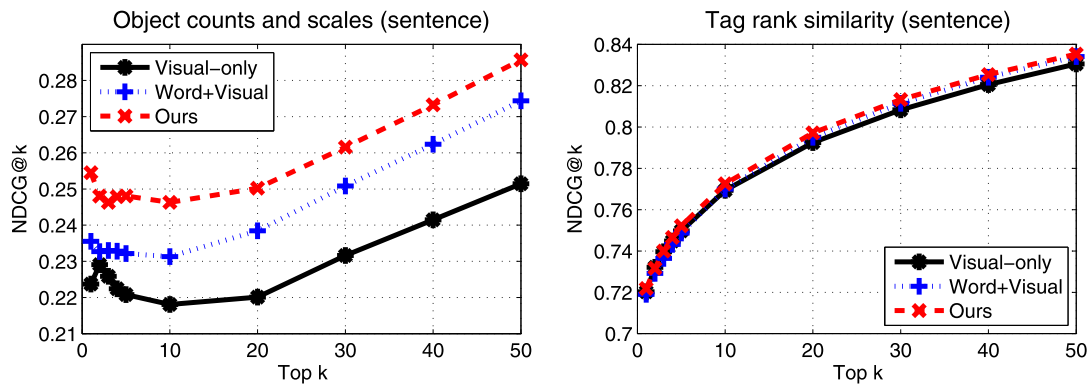 Object counts and scales (sentence)
NDCG@k
0.28
0.27
0.26
0.25
0.24
0.23
0.22
0.21
Visual−only
Word+Visual
Ours
0 10 20 30 40 50
Top k
Tag rank similarity (sentence)
NDCG@k
0.84
0.82
0.8
0.78
0.76
0.74
0.72
0.7
Visual−only
Word+Visual
Ours
0 10 20 30 40 50
Top k